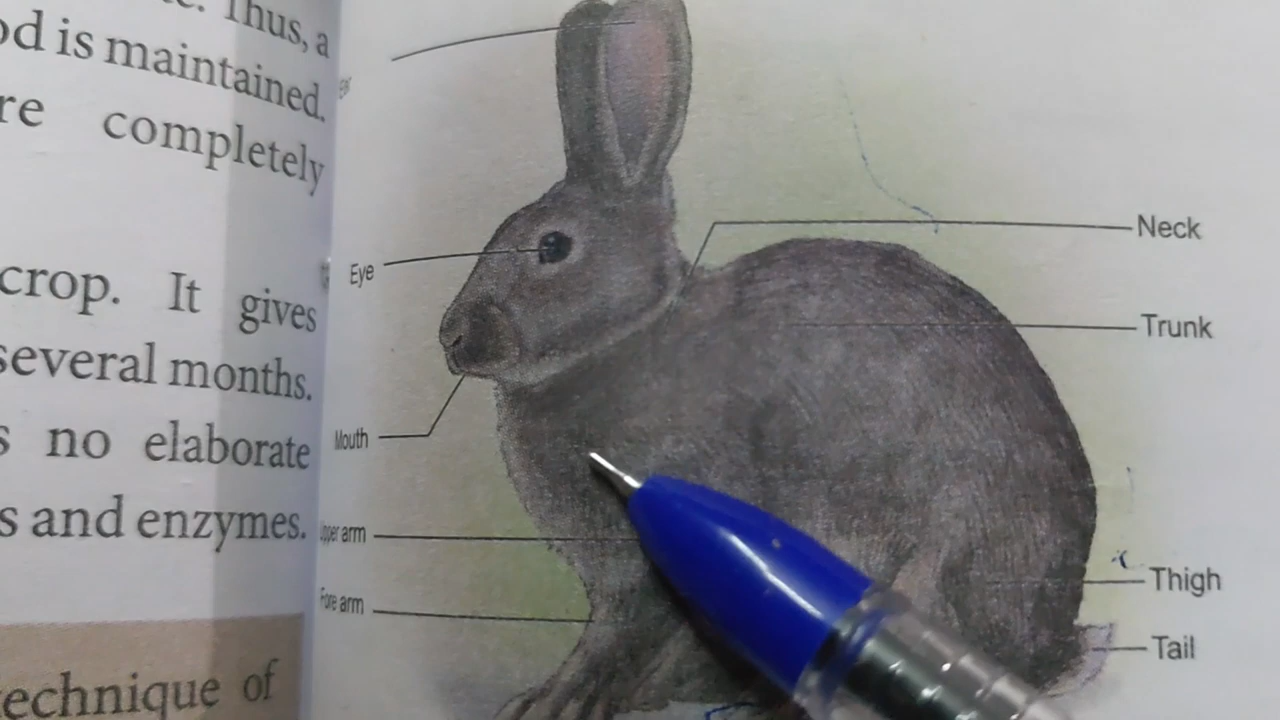 Thus, a
od is maintained.
re completely
crop. It gives
several months.
s no elaborate
s and enzymes.
technique of
Eye
Mouth
Upper arm
Fore arm
Neck
Trunk
Thigh
Tail